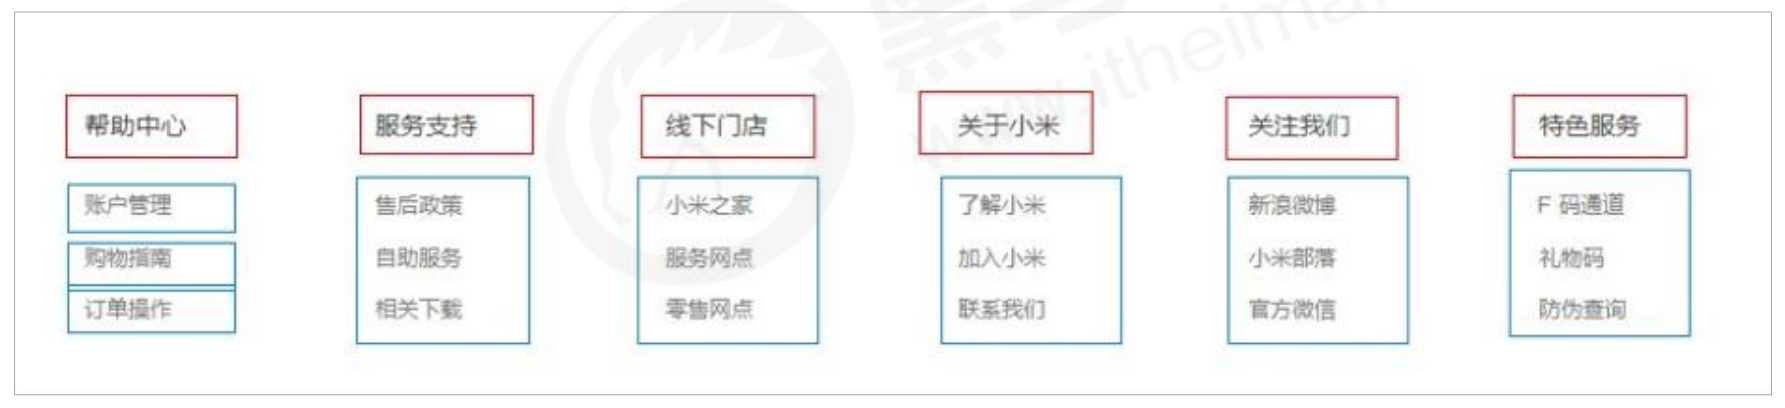 帮助中心
账户管理
购物指南
订单操作
服务支持
售后政策
自助服务
相关下载
线下门店
小米之家
服务网点
零售网点
关于小米
了解小米
加入小米
联系我们
关注我们
新浪微博
小米部落
官方微信
特色服务
F 码通道
礼物码
防伪查询
www.itheima.